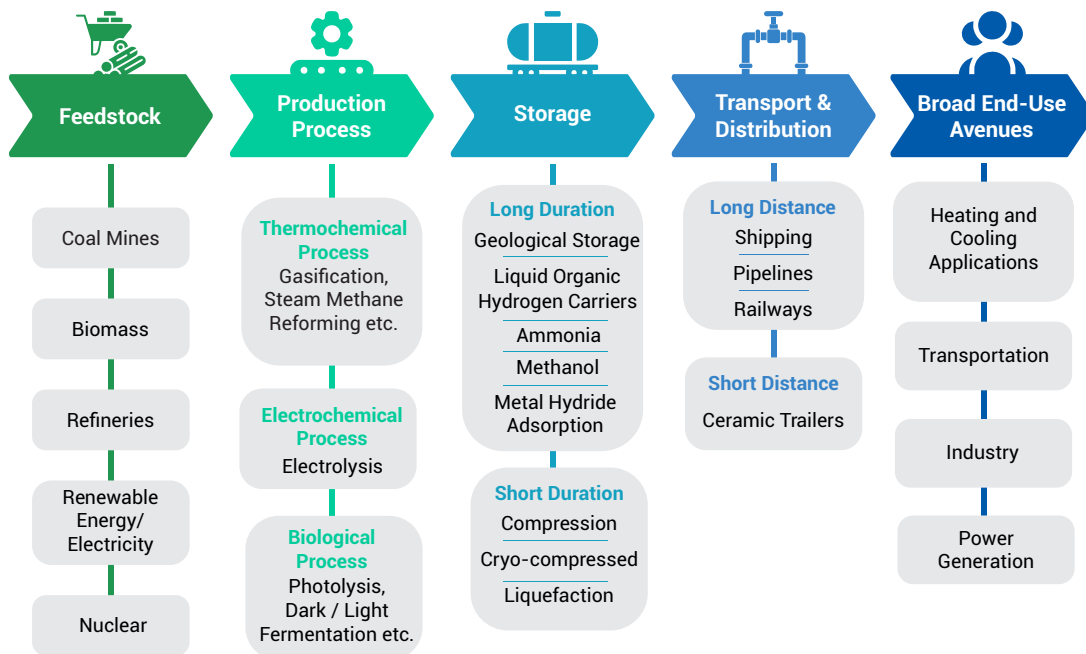 Feedstock
Coal Mines
Biomass
Refineries
Renewable
Energy/
Electricity
Nuclear
Production
Process
Thermochemical
Process
Gasification,
Steam Methane
Reforming etc.
Electrochemical
Process
Electrolysis
Biological
Process
Photolysis,
Dark / Light
Fermentation etc.
Storage
Long Duration
Geological Storage
Liquid Organic
Hydrogen Carriers
Ammonia
Methanol
Metal Hydride
Adsorption
Short Duration
Compression
Cryo-compressed
Liquefaction
Transport &
Distribution
Long Distance
Shipping
Pipelines
Railways
Short Distance
Ceramic Trailers
Broad End-Use
Avenues
Heating and
Cooling
Applications
Transportation
Industry
Power
Generation